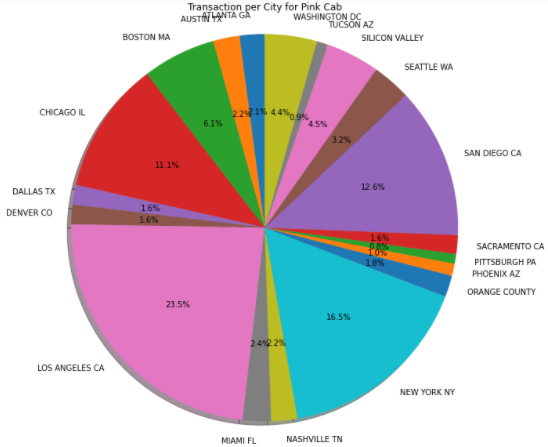 Transaction per City for Pink Cab
ATLANTA GA
2.1%
AUSTIN TX
2.2%
BOSTON MA
6.1%
CHICAGO IL
11.1%
DALLAS TX
1.6%
DENVER CO
1.6%
LOS ANGELES CA
23.5%
MIAMI FL
2.4%
NASHVILLE TN
2.2%
NEW YORK NY
16.5%
ORANGE COUNTY
1.8%
PHOENIX AZ
1.0%
PITTSBURGH PA
0.8%
SACRAMENTO CA
1.6%
SAN DIEGO CA
12.6%
SEATTLE WA
3.2%
SILICON VALLEY
4.5%
TUCSON AZ
0.9%
WASHINGTON DC
4.4%